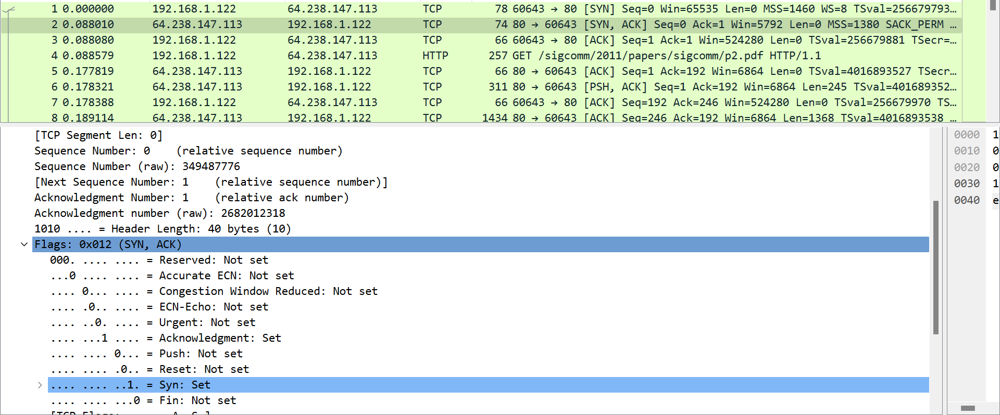 1 0.000000 192.168.1.122 64.238.147.113 TCP 78 60643 → 80 [SYN] Seq=0 Win=65535 Len=0 MSS=1460 WS=8 TSval=256679793…
2 0.088010 64.238.147.113 192.168.1.122 TCP 74 80 → 60643 [SYN, ACK] Seq=0 Ack=1 Win=5792 Len=0 MSS=1380 SACK_PERM …
3 0.088080 192.168.1.122 64.238.147.113 TCP 66 60643 → 80 [ACK] Seq=1 Ack=1 Win=524280 Len=0 TSval=256679881 TSecr=…
4 0.088579 192.168.1.122 64.238.147.113 HTTP 257 GET /sigcomm/2011/papers/sigcomm/p2.pdf HTTP/1.1
5 0.177819 64.238.147.113 192.168.1.122 TCP 66 80 → 60643 [ACK] Seq=1 Ack=192 Win=6864 Len=0 TSval=4016893527 TSecr…
6 0.178321 64.238.147.113 192.168.1.122 TCP 311 80 → 60643 [PSH, ACK] Seq=1 Ack=192 Win=6864 Len=245 TSval=401689352…
7 0.178388 192.168.1.122 64.238.147.113 TCP 66 60643 → 80 [ACK] Seq=192 Ack=246 Win=524280 Len=0 TSval=256679970 TS…
8 0.189114 64.238.147.113 192.168.1.122 TCP 1434 80 → 60643 [ACK] Seq=246 Ack=192 Win=6864 Len=1368 TSval=4016893538 …
[TCP Segment Len: 0]
Sequence Number: 0 (relative sequence number)
Sequence Number (raw): 349487776
[Next Sequence Number: 1 (relative sequence number)]
Acknowledgment Number: 1 (relative ack number)
Acknowledgment number (raw): 2682012318
1010 .... = Header Length: 40 bytes (10)
Flags: 0x012 (SYN, ACK)
000. .... .... = Reserved: Not set
...0 .... .... = Accurate ECN: Not set
.... 0... .... = Congestion Window Reduced: Not set
.... .0.. .... = ECN-Echo: Not set
.... ..0. .... = Urgent: Not set
.... ...1 .... = Acknowledgment: Set
.... .... 0... = Push: Not set
.... .... .0.. = Reset: Not set
.... .... ..1. = Syn: Set
.... .... ...0 = Fin: Not set
0000 1
0010 0
0020 0
0030 1
0040 e